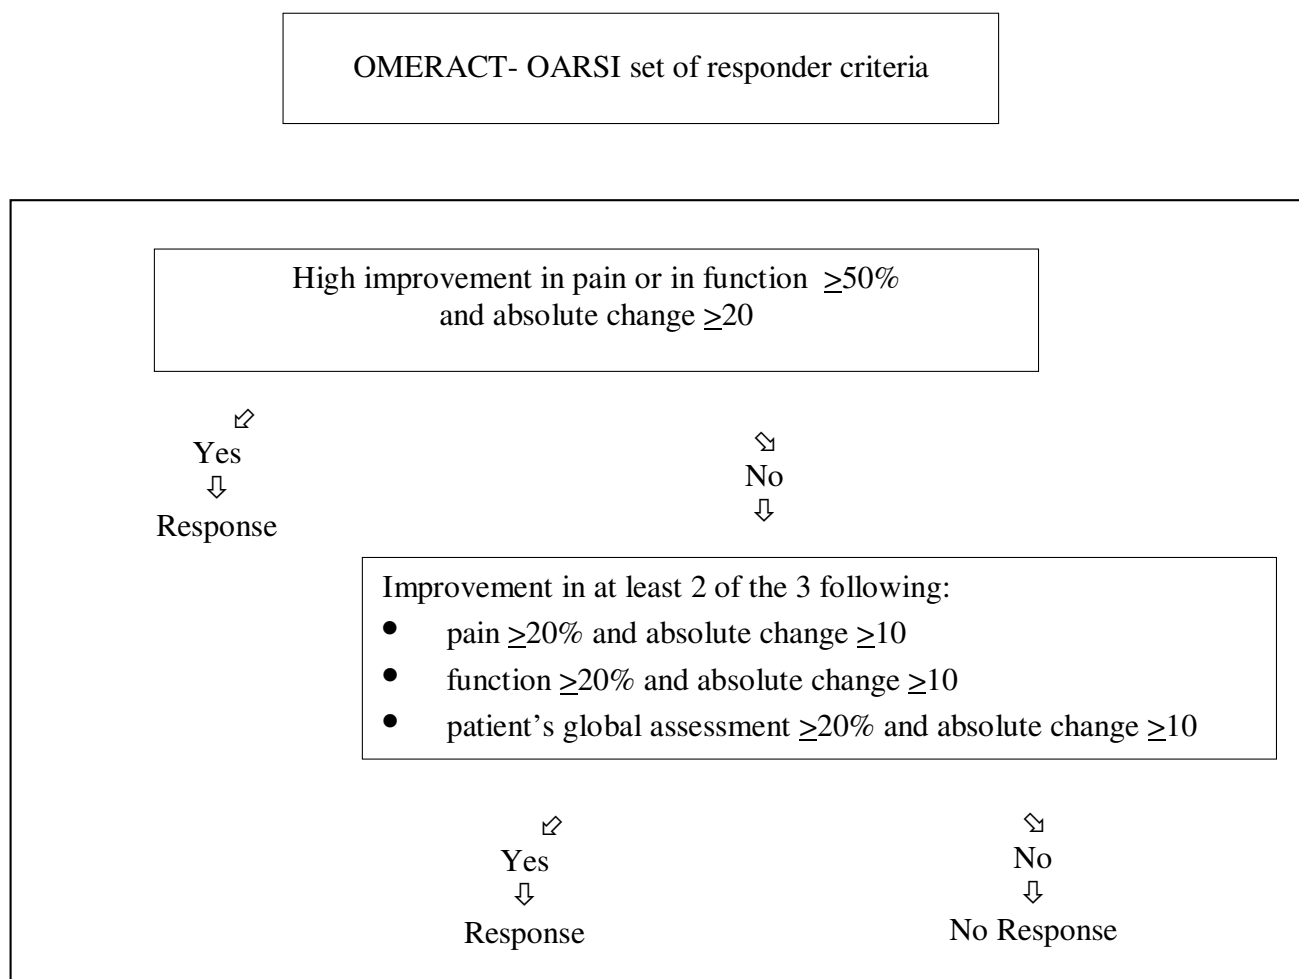 OMERACT- OARSI set of responder criteria
High improvement in pain or in function ≥50%
and absolute change ≥20
Yes
Response
No
Improvement in at least 2 of the 3 following:
• pain ≥20% and absolute change ≥10
• function ≥20% and absolute change ≥10
• patient’s global assessment ≥20% and absolute change ≥10
Yes
Response
No
No Response